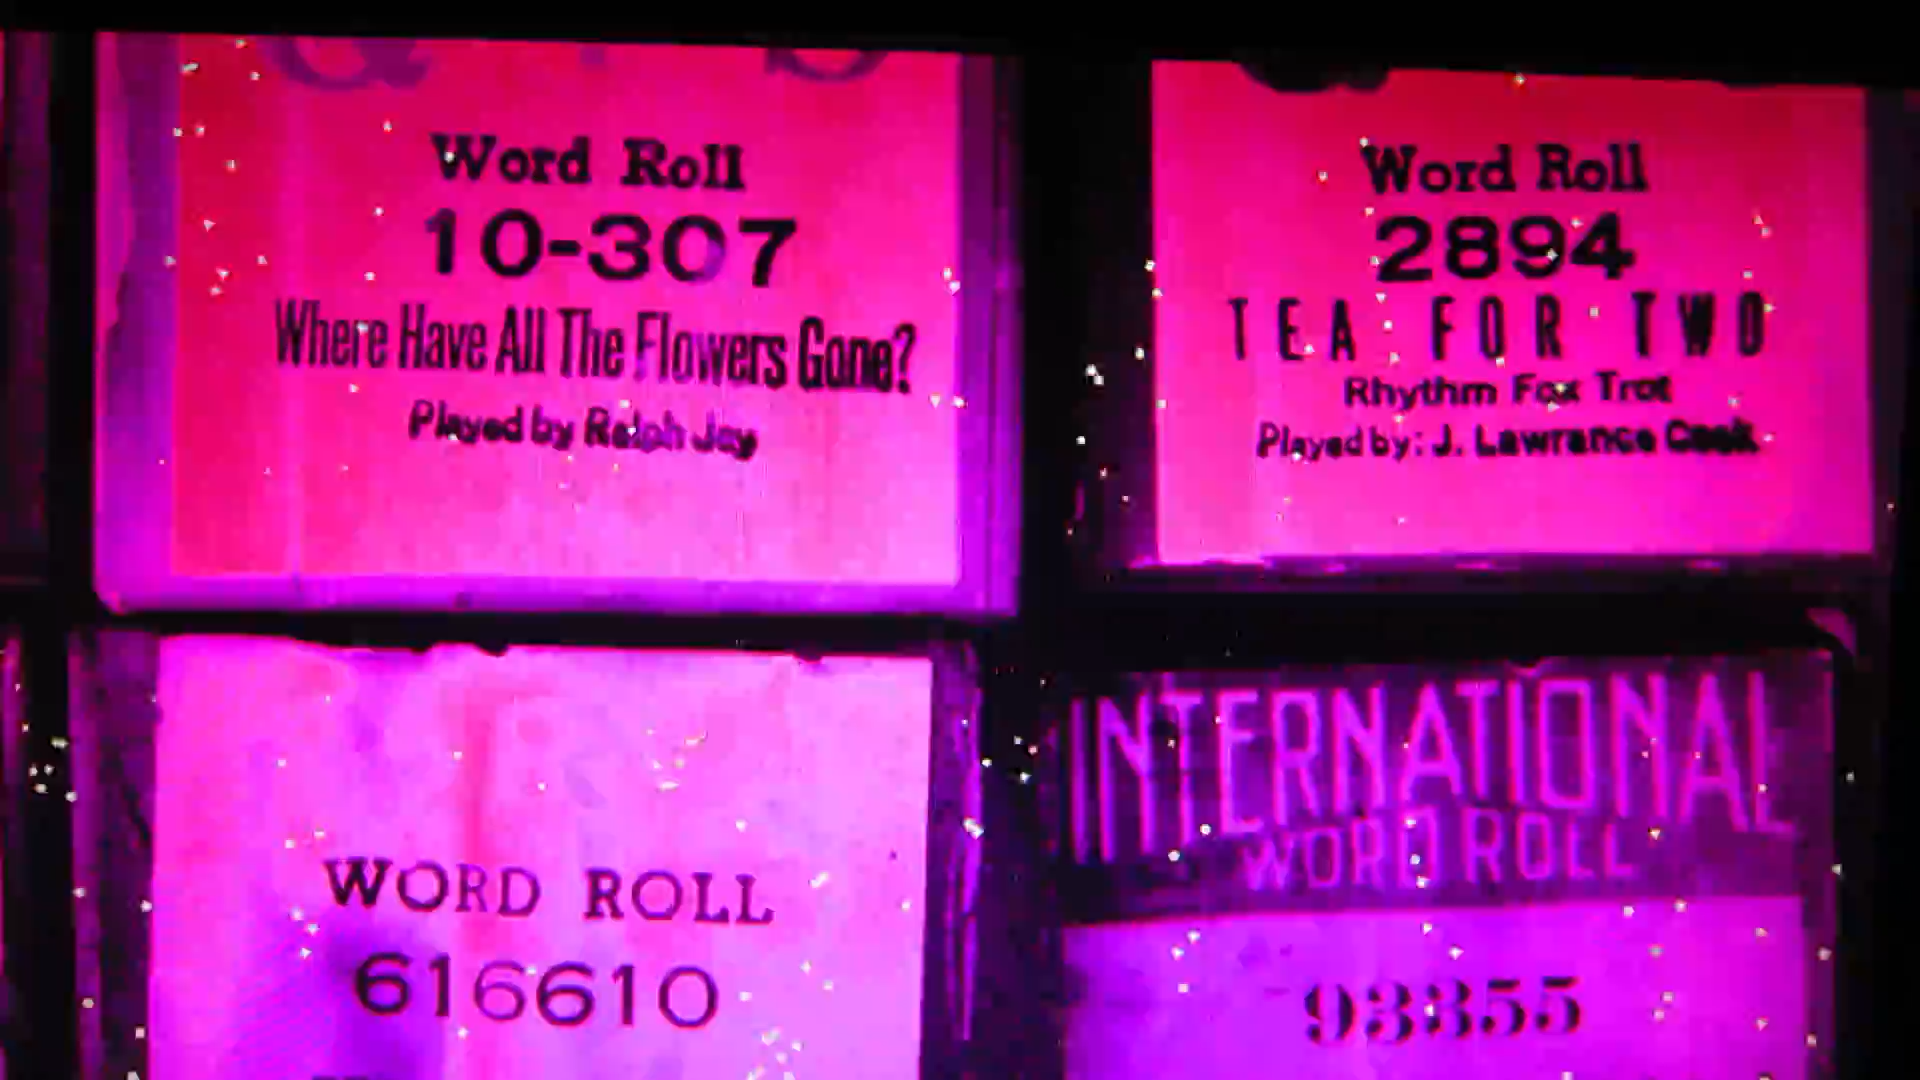 Word Roll
10-307
Where Have All The Flowers Gone?
Played by Ralph Jay
Word Roll
2894
TEA FOR TWO
Rhythm Fox Trot
Played by: J. Lawrance Cook
WORD ROLL
616610
INTERNATIONAL
WORD ROLL
93355